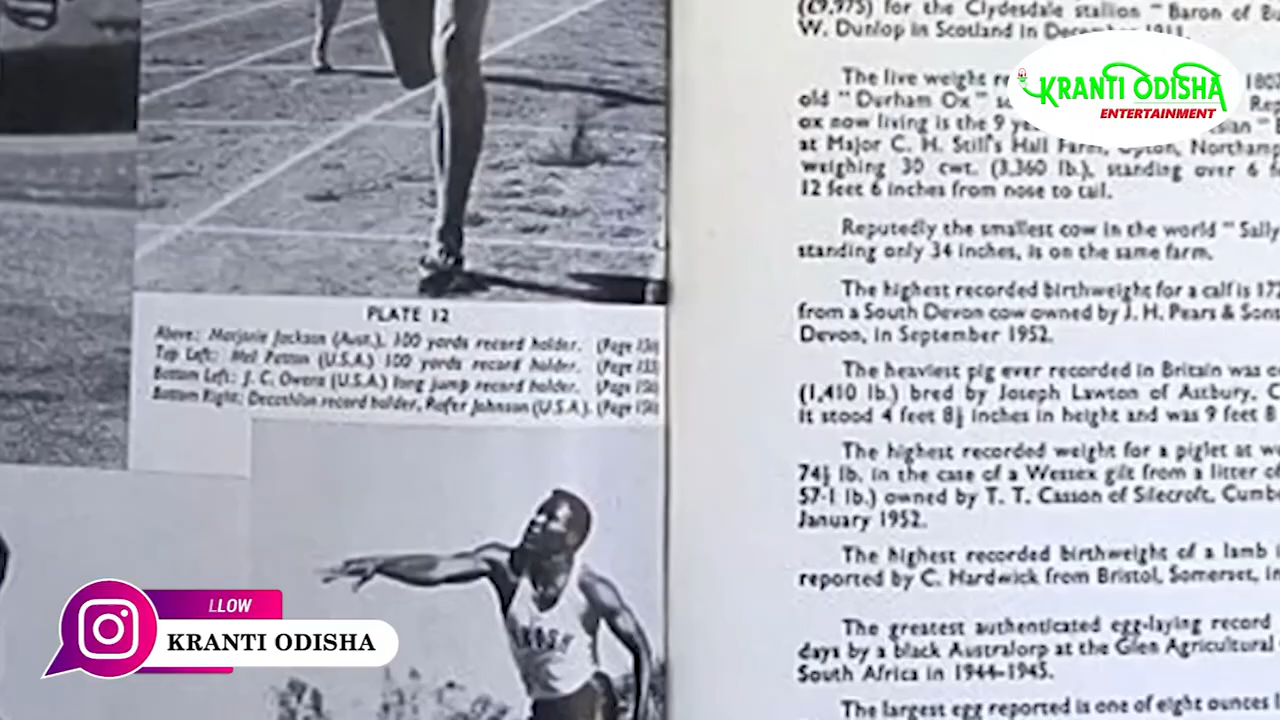 PLATE 12
Above: Marjorie Jackson (Aust.), 100 yards record holder. (Page
Top Left: Mel Patton (U.S.A.) 100 yards record holder. (Page
Bottom Left: J. C. Owens (U.S.A.) long jump record holder. (Page
Bottom Right: Decathlon record holder, Rafer Johnson (U.S.A). (Page
(£9,975) for the Clydesdale stallion "Baron of
W. Dunlop in Scotland in December 1911.
The live weight
old "Durham Ox"
ox now living is the 9
at Major C. H. Still's Hall Farm, Upton,
weighing 30 cwt. (3,360 lb.), standing over 6
12 feet 6 inches from nose to tail.
Reputedly the smallest cow in the world "Sally
standing only 34 inches, is on the same farm.
The highest recorded birthweight for a calf is
from a South Devon cow owned by J. H. Pears & Sons
Devon, in September 1952.
The heaviest pig ever recorded in Britain was
(1,410 lb.) bred by Joseph Lawton of Astbury,
It stood 4 feet 8½ inches in height and was 9 feet 8
The highest recorded weight for a piglet at
74½ lb. in the case of a Wessex gilt from a litter of
57·1 lb.) owned by T. T. Casson of Silecroft,
January 1952.
The highest recorded birthweight of a lamb
reported by C. Hardwick from Bristol, Somerset, in
The greatest authenticated egg-laying record
days by a black Australorp at the Glen Agricultural
South Africa in 1944-1945.
The largest egg reported is one of eight ounces
KRANTI ODISHA
ENTERTAINMENT
LLOW
KRANTI ODISHA